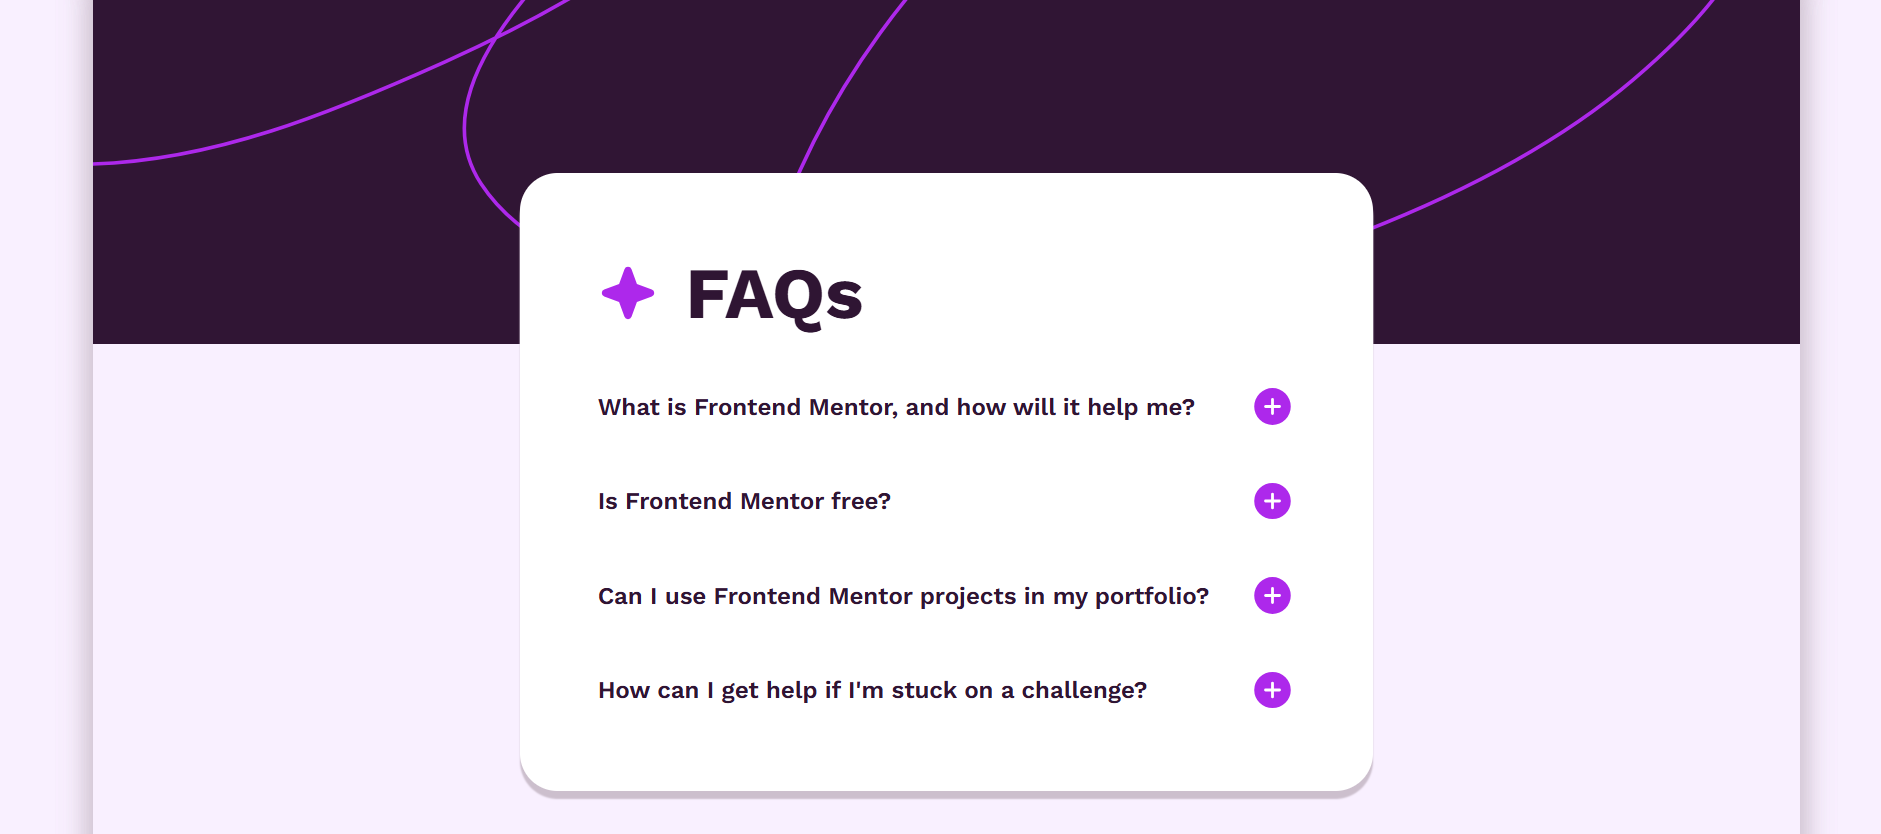 FAQs
What is Frontend Mentor, and how will it help me?
Is Frontend Mentor free?
Can I use Frontend Mentor projects in my portfolio?
How can I get help if I'm stuck on a challenge?